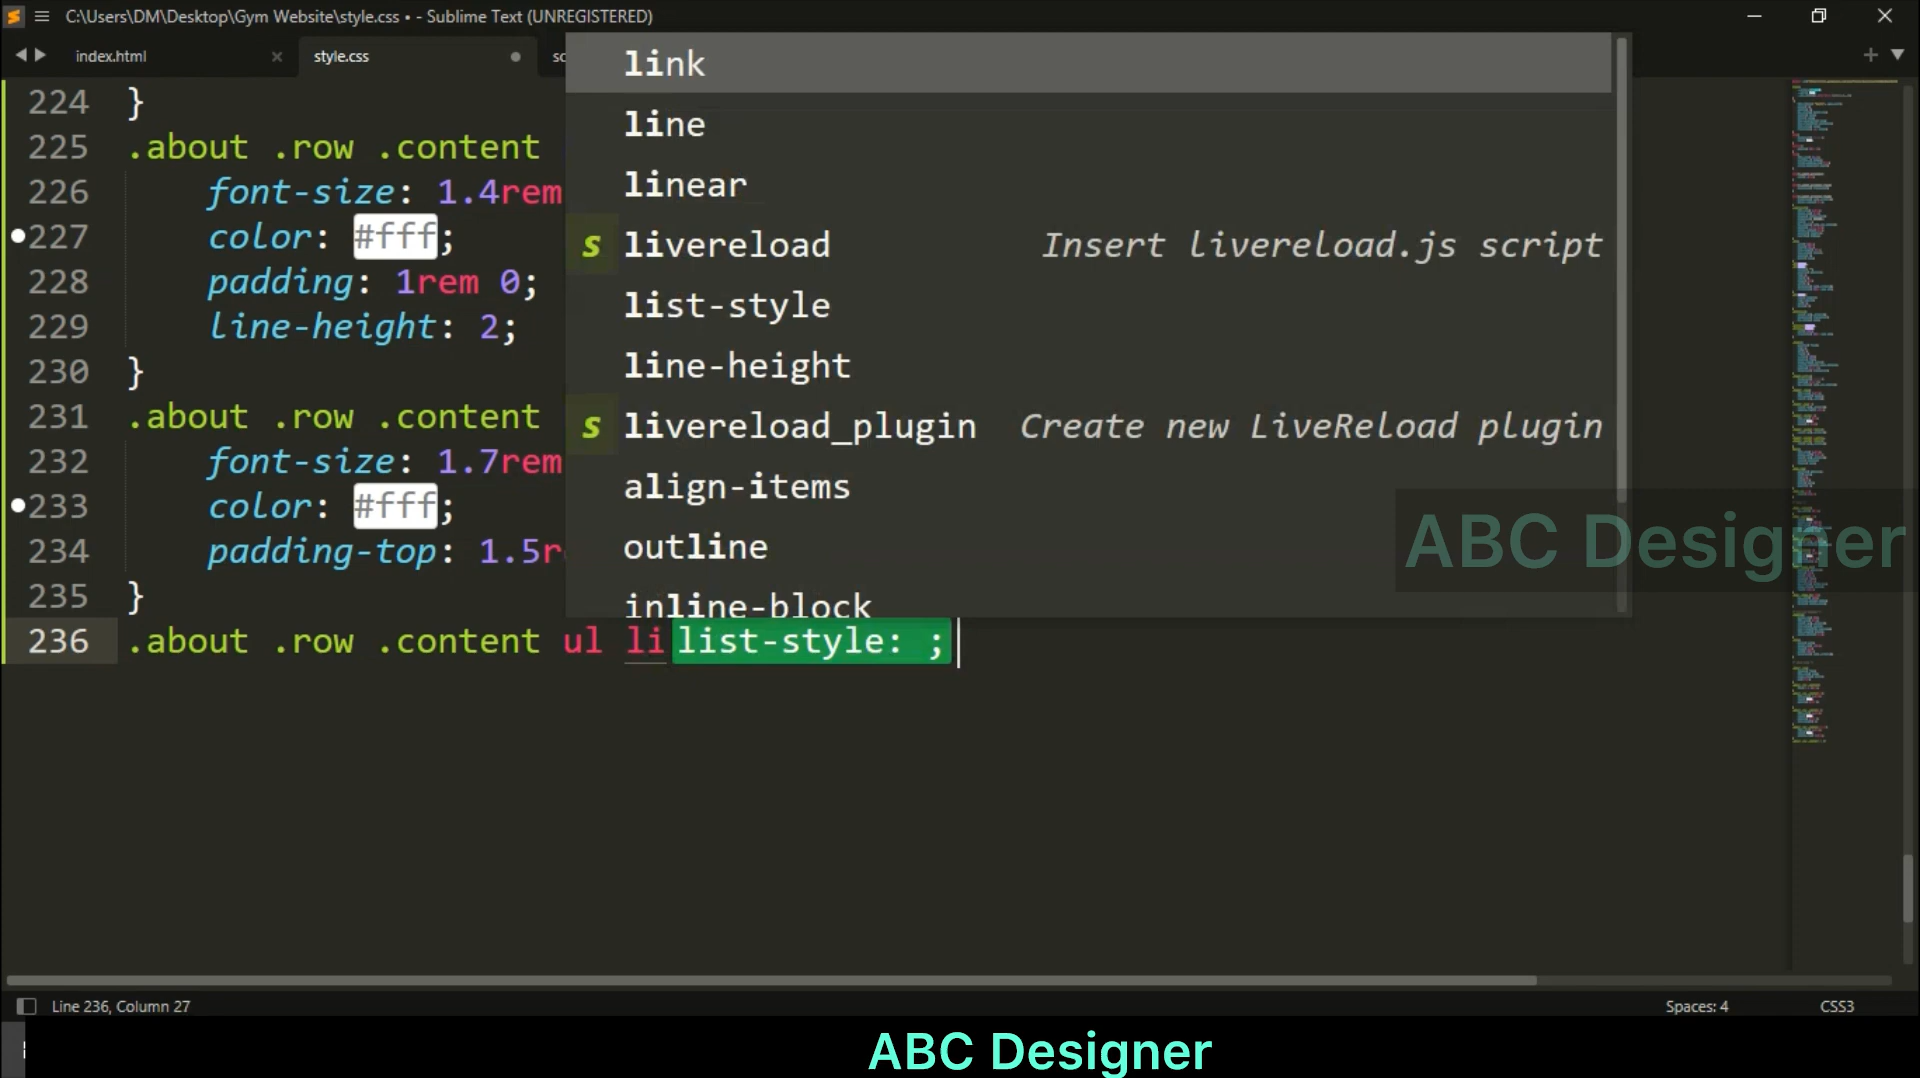 C:\Users\DM\Desktop\Gym Website\style.css • - Sublime Text (UNREGISTERED)
index.html
style.css
sc
224 }
225 .about .row .content
226 font-size: 1.4rem
227 color: #fff;
228 padding: 1rem 0;
229 line-height: 2;
230 }
231 .about .row .content
232 font-size: 1.7rem
233 color: #fff;
234 padding-top: 1.5r
235 }
236 .about .row .content ul li list-style: ;
link
line
linear
s livereload Insert livereload.js script
list-style
line-height
s livereload_plugin Create new LiveReload plugin
align-items
outline
inline-block
ABC Designer
Line 236, Column 27
Spaces: 4
CSS3
ABC Designer